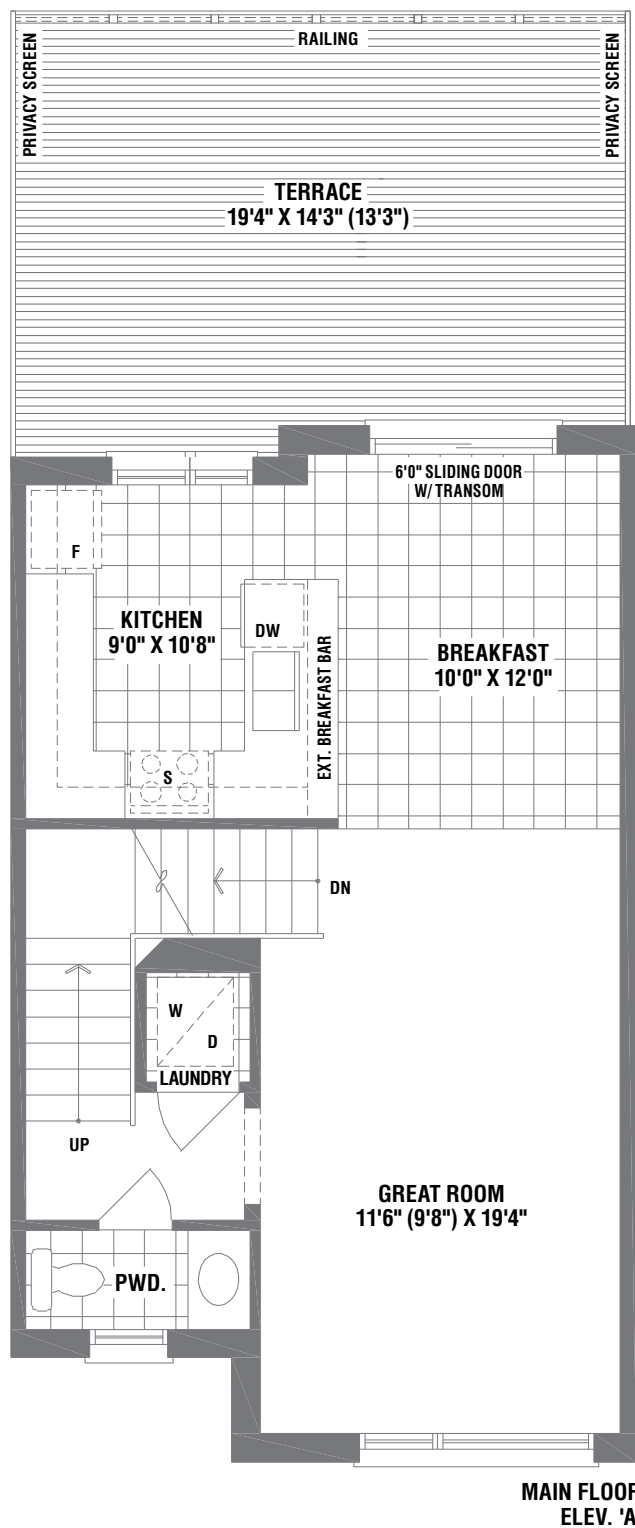 RAILING
PRIVACY SCREEN
PRIVACY SCREEN
TERRACE
19'4" X 14'3" (13'3")
6'0" SLIDING DOOR
W/ TRANSOM
F
KITCHEN
9'0" X 10'8"
DW
EXT. BREAKFAST BAR
BREAKFAST
10'0" X 12'0"
S
DN
W
D
LAUNDRY
UP
GREAT ROOM
11'6" (9'8") X 19'4"
PWD.
MAIN FLOOR
ELEV. 'A